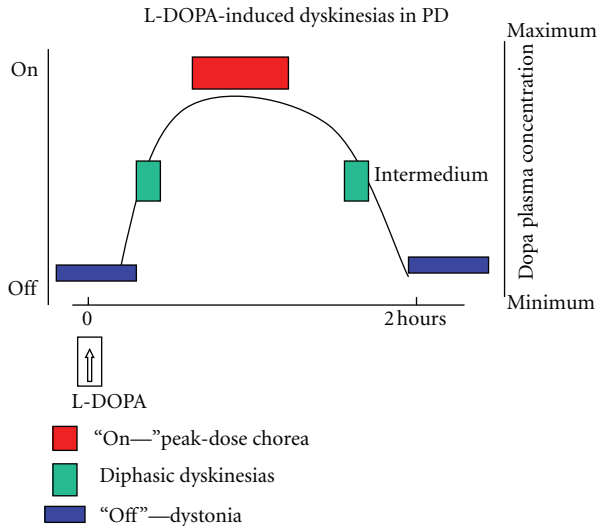 L-DOPA-induced dyskinesias in PD
Maximum
On
Dopa plasma concentration
Intermedium
Off
Minimum
0
2 hours
L-DOPA
“On—”peak-dose chorea
Diphasic dyskinesias
“Off”—dystonia